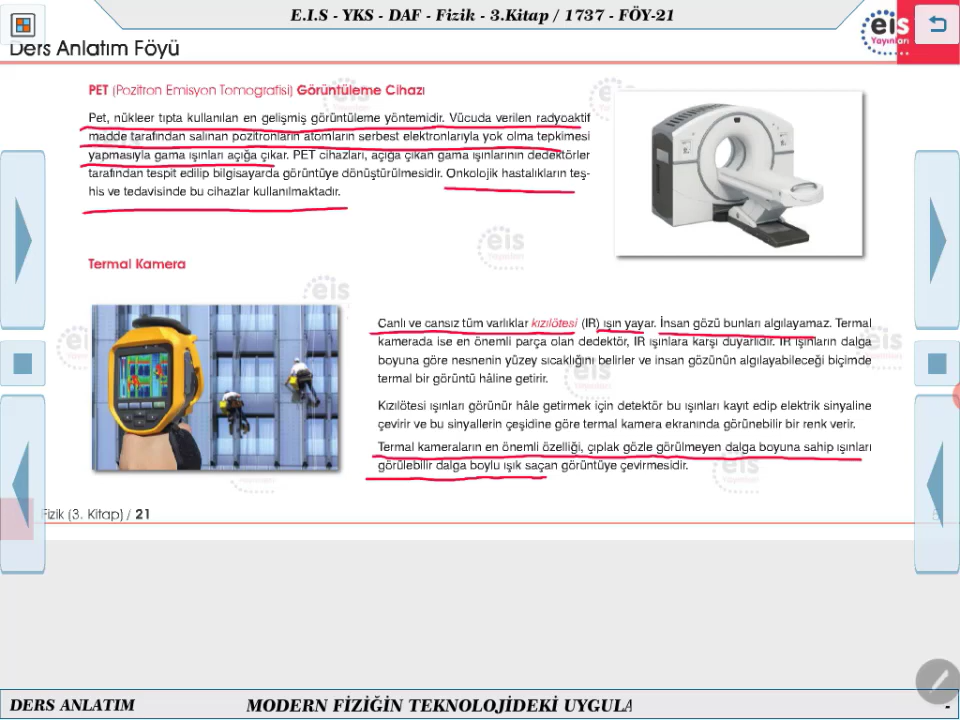 E.I.S - YKS - DAF - Fizik - 3.Kitap / 1737 - FÖY-21
eis
Yayınları
Ders Anlatım Föyü
PET (Pozitron Emisyon Tomografisi) Görüntüleme Cihazı
Pet, nükleer tıpta kullanılan en gelişmiş görüntüleme yöntemidir. Vücuda verilen radyoaktif
madde tarafından salınan pozitronların atomların serbest elektronlarıyla yok olma tepkimesi
yapmasıyla gama ışınları açığa çıkar. PET cihazları, açığa çıkan gama ışınlarının dedektörler
tarafından tespit edilip bilgisayarda görüntüye dönüştürülmesidir. Onkolojik hastalıkların teş-
his ve tedavisinde bu cihazlar kullanılmaktadır.
Termal Kamera
Canlı ve cansız tüm varlıklar kızılötesi (IR) ışın yayar. İnsan gözü bunları algılayamaz. Termal
kamerada ise en önemli parça olan dedektör, IR ışınlara karşı duyarlıdır. IR ışınların dalga
boyuna göre nesnenin yüzey sıcaklığını belirler ve insan gözünün algılayabileceği biçimde
termal bir görüntü hâline getirir.
Kızılötesi ışınları görünür hâle getirmek için detektör bu ışınları kayıt edip elektrik sinyaline
çevirir ve bu sinyallerin çeşidine göre termal kamera ekranında görünebilir bir renk verir.
Termal kameraların en önemli özelliği, çıplak gözle görülmeyen dalga boyuna sahip ışınları
görülebilir dalga boylu ışık saçan görüntüye çevirmesidir.
Fizik (3. Kitap) / 21
DERS ANLATIM
MODERN FİZİĞİN TEKNOLOJİDEKİ UYGULA
-